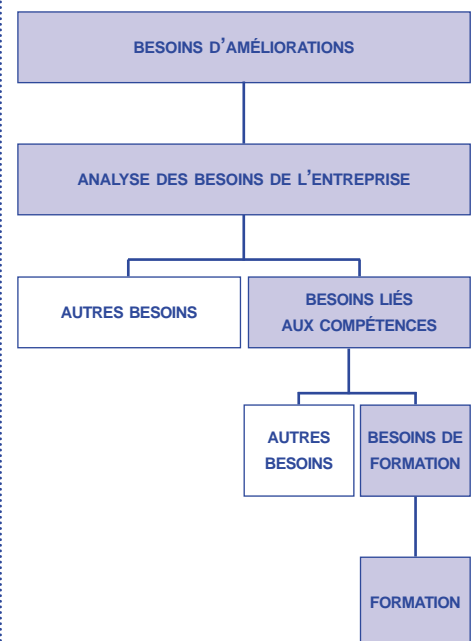 BESOINS D'AMÉLIORATIONS
ANALYSE DES BESOINS DE L'ENTREPRISE
AUTRES BESOINS
BESOINS LIÉS
AUX COMPÉTENCES
AUTRES
BESOINS
BESOINS DE
FORMATION
FORMATION